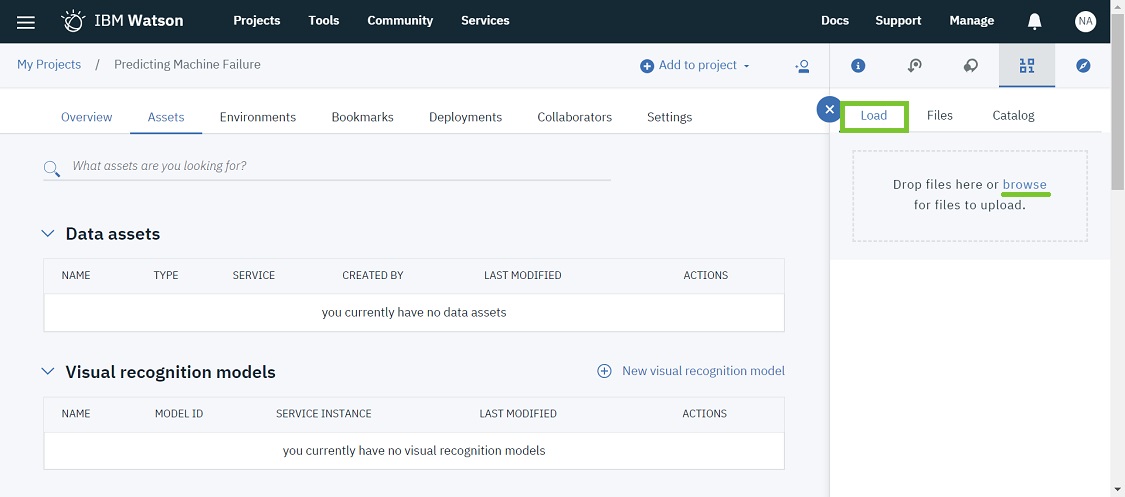 IBM Watson Projects Tools Community Services Docs Support Manage NA
My Projects / Predicting Machine Failure Add to project
Overview Assets Environments Bookmarks Deployments Collaborators Settings
Load Files Catalog
What assets are you looking for?
Drop files here or browse
for files to upload.
Data assets
NAME TYPE SERVICE CREATED BY LAST MODIFIED ACTIONS
you currently have no data assets
Visual recognition models New visual recognition model
NAME MODEL ID SERVICE INSTANCE LAST MODIFIED ACTIONS
you currently have no visual recognition models